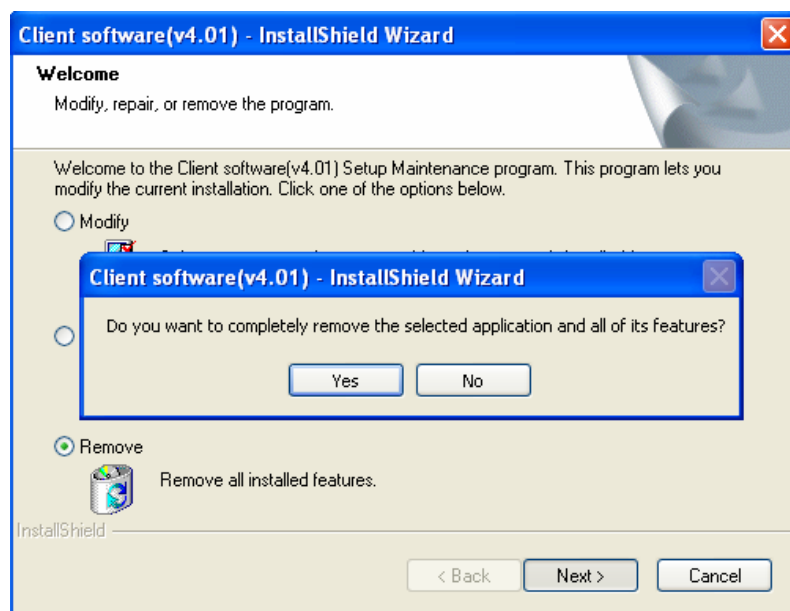 Client software(v4.01) - InstallShield Wizard
Welcome
Modify, repair, or remove the program.
Welcome to the Client software(v4.01) Setup Maintenance program. This program lets you
modify the current installation. Click one of the options below.
Modify
Client software(v4.01) - InstallShield Wizard
Do you want to completely remove the selected application and all of its features?
Yes
No
Remove
Remove all installed features.
InstallShield
< Back
Next >
Cancel